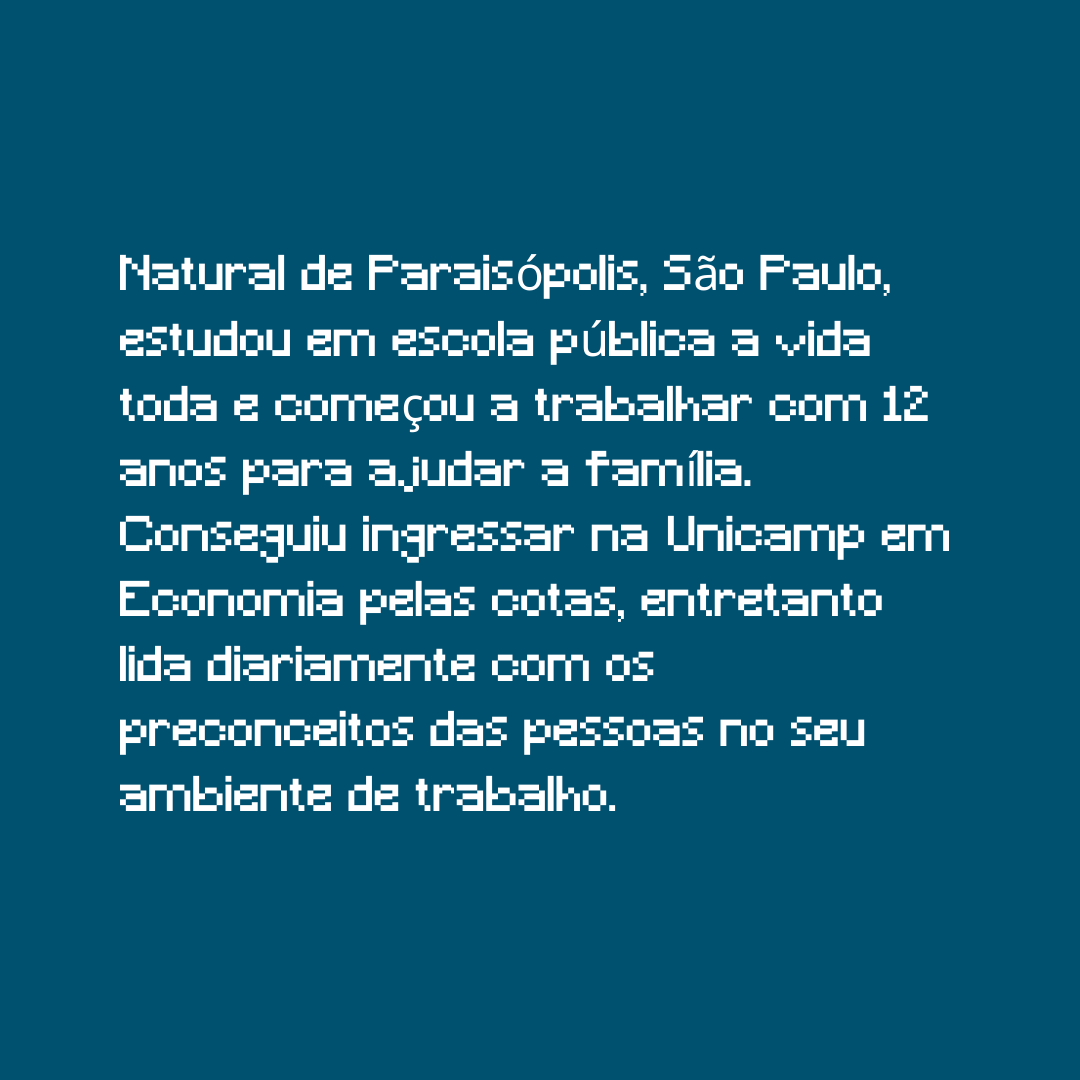 Natural de Paraisópolis, São Paulo,
estudou em escola pública a vida
toda e começou a trabalhar com 12
anos para ajudar a família.
Conseguiu ingressar na Unicamp em
Economia pelas cotas, entretanto
lida diariamente com os
preconceitos das pessoas no seu
ambiente de trabalho.